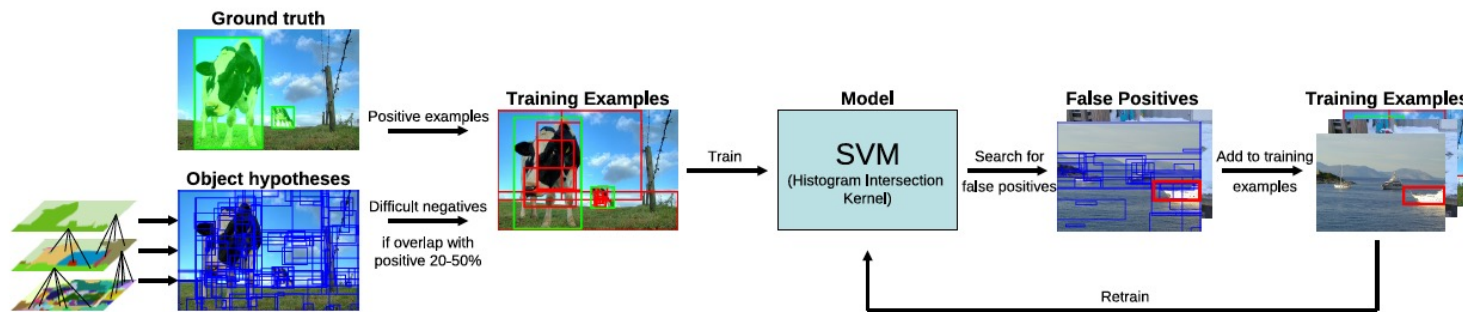 Ground truth
Positive examples
Object hypotheses
Difficult negatives
if overlap with
positive 20-50%
Training Examples
Train
Model
SVM
(Histogram Intersection
Kernel)
Search for
false positives
False Positives
Add to training
examples
Training Examples
Retrain